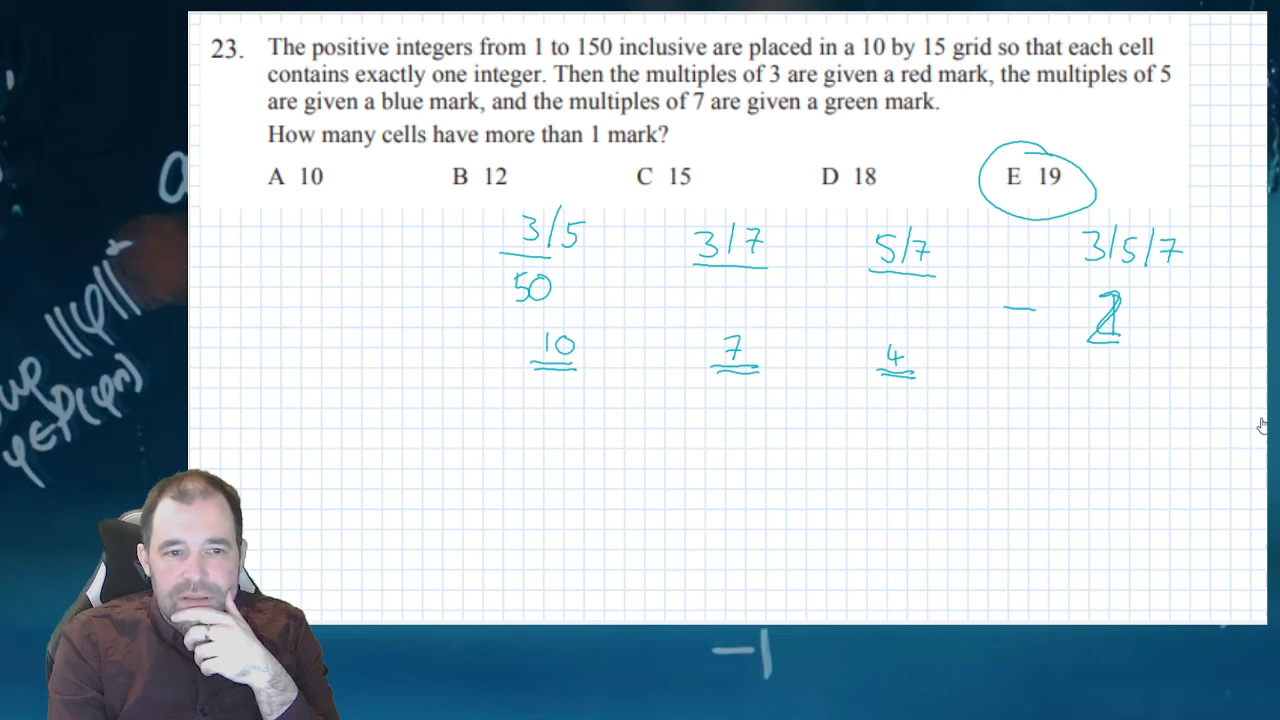 23. The positive integers from 1 to 150 inclusive are placed in a 10 by 15 grid so that each cell
contains exactly one integer. Then the multiples of 3 are given a red mark, the multiples of 5
are given a blue mark, and the multiples of 7 are given a green mark.
How many cells have more than 1 mark?
A 10 B 12 C 15 D 18 E 19
3/5 3/7 5/7 3/5/7
50
10 7 4 −
||φ||
φ∈P(φn)
−1